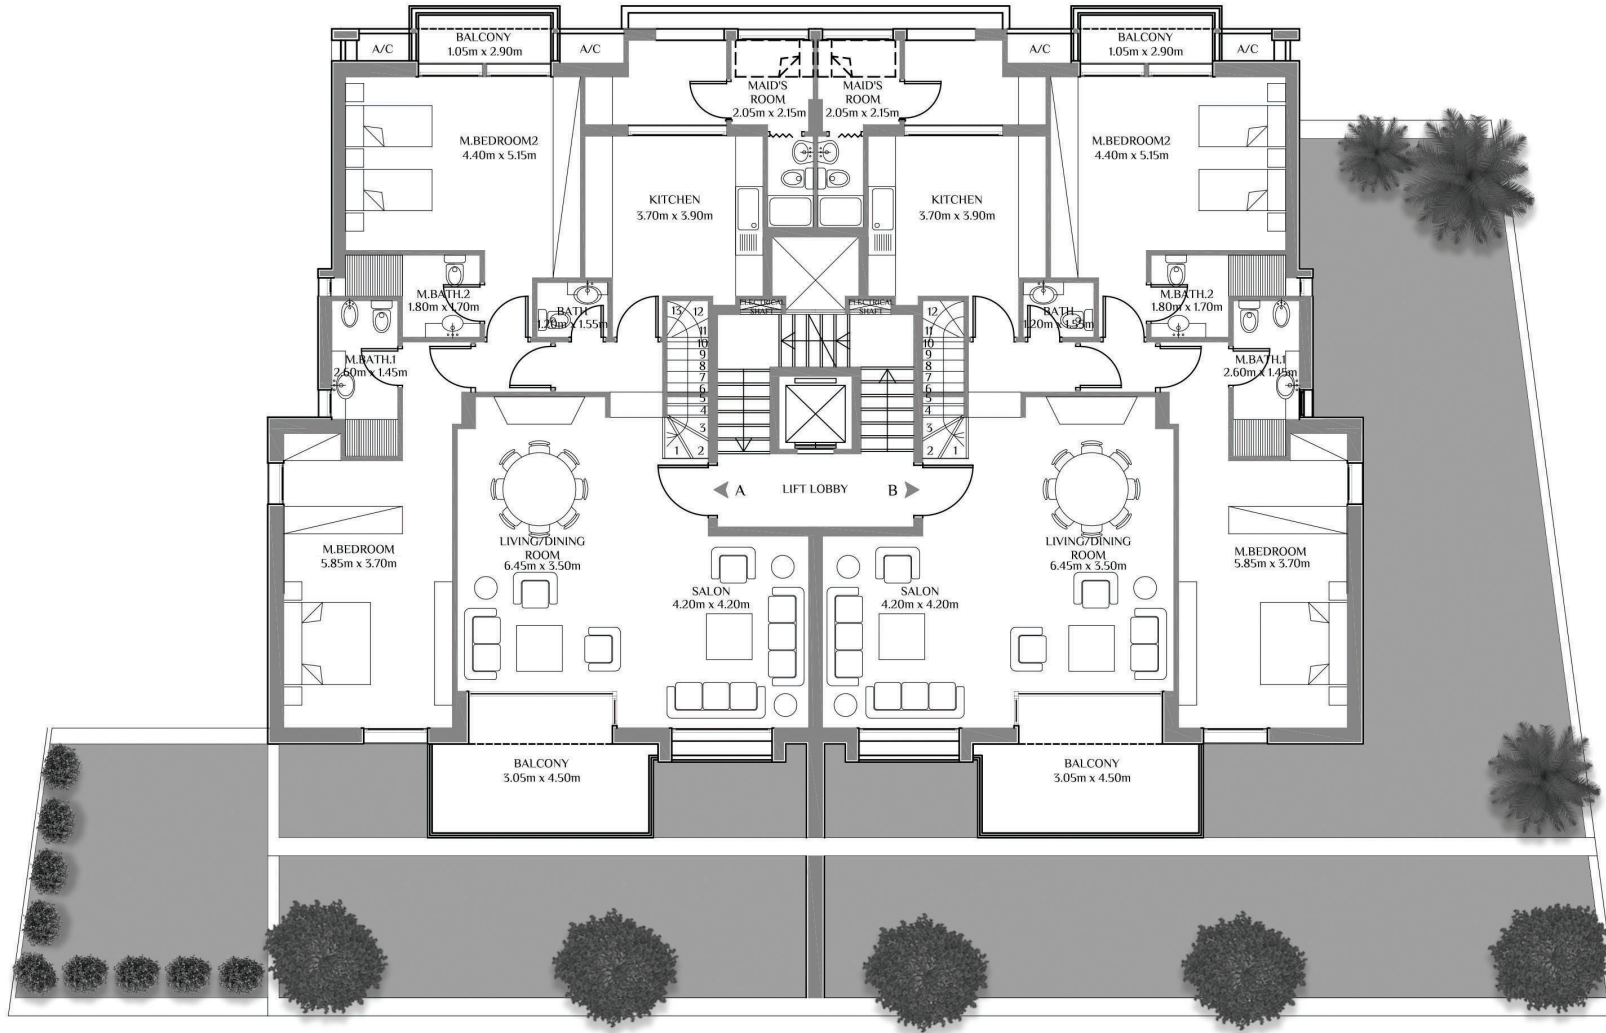 BALCONY
1.05m x 2.90m
A/C
A/C
A/C
BALCONY
1.05m x 2.90m
A/C
MAID'S
ROOM
2.05m x 2.15m
MAID'S
ROOM
2.05m x 2.15m
M.BEDROOM2
4.40m x 5.15m
M.BEDROOM2
4.40m x 5.15m
KITCHEN
3.70m x 3.90m
KITCHEN
3.70m x 3.90m
M.BATH.2
1.80m x 1.70m
BATH
1.20m x 1.55m
ELECTRICAL
SHAFT
ELECTRICAL
SHAFT
BATH
1.20m x 1.55m
M.BATH.2
1.80m x 1.70m
M.BATH.1
2.60m x 1.45m
M.BATH.1
2.60m x 1.45m
13 12
11
10
9
8
7
6
5
4
3
1 2
12
11
10
9
8
7
6
5
4
3
2 1
A
LIFT LOBBY
B
M.BEDROOM
5.85m x 3.70m
LIVING/DINING
ROOM
6.45m x 3.50m
SALON
4.20m x 4.20m
SALON
4.20m x 4.20m
LIVING/DINING
ROOM
6.45m x 3.50m
M.BEDROOM
5.85m x 3.70m
BALCONY
3.05m x 4.50m
BALCONY
3.05m x 4.50m